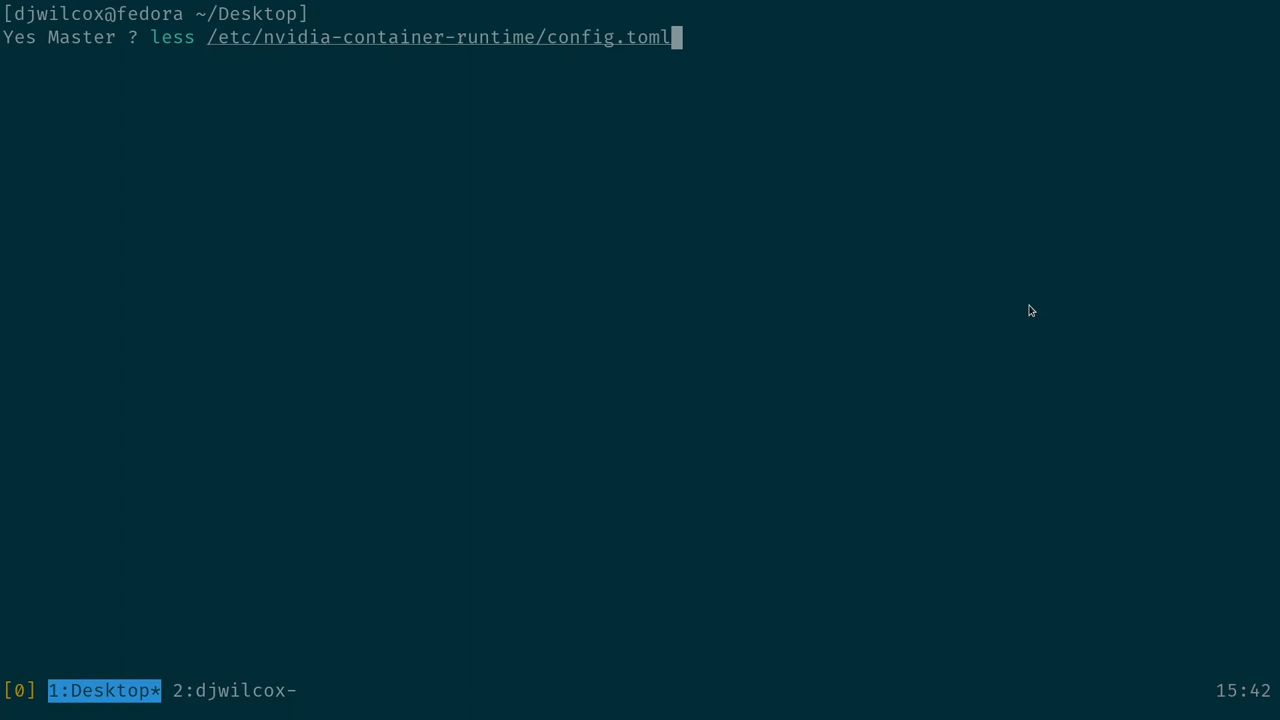 [djwilcox@fedora ~/Desktop]
Yes Master ? less /etc/nvidia-container-runtime/config.toml
[0] 1:Desktop* 2:djwilcox- 15:42